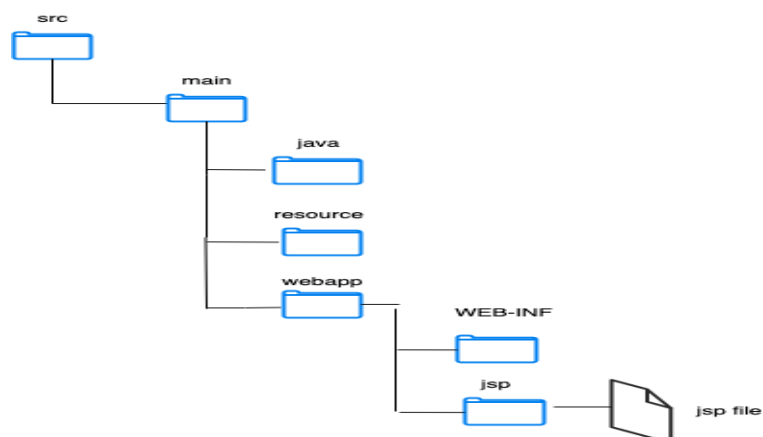 src
main
java
resource
webapp
WEB-INF
jsp
jsp file